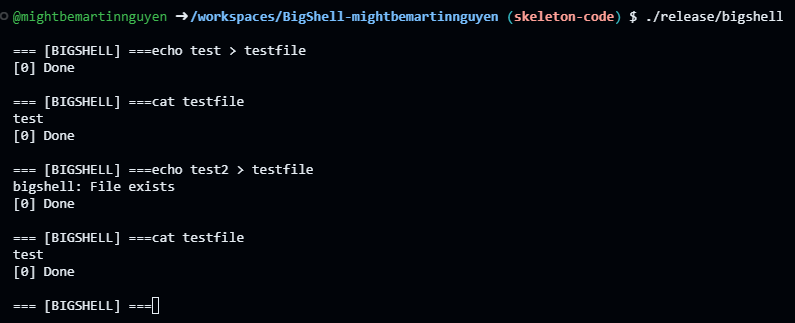 @mightbemartinnguyen ➜/workspaces/BigShell-mightbemartinnguyen (skeleton-code) $ ./release/bigshell
=== [BIGSHELL] ===echo test > testfile
[0] Done
=== [BIGSHELL] ===cat testfile
test
[0] Done
=== [BIGSHELL] ===echo test2 > testfile
bigshell: File exists
[0] Done
=== [BIGSHELL] ===cat testfile
test
[0] Done
=== [BIGSHELL] ===